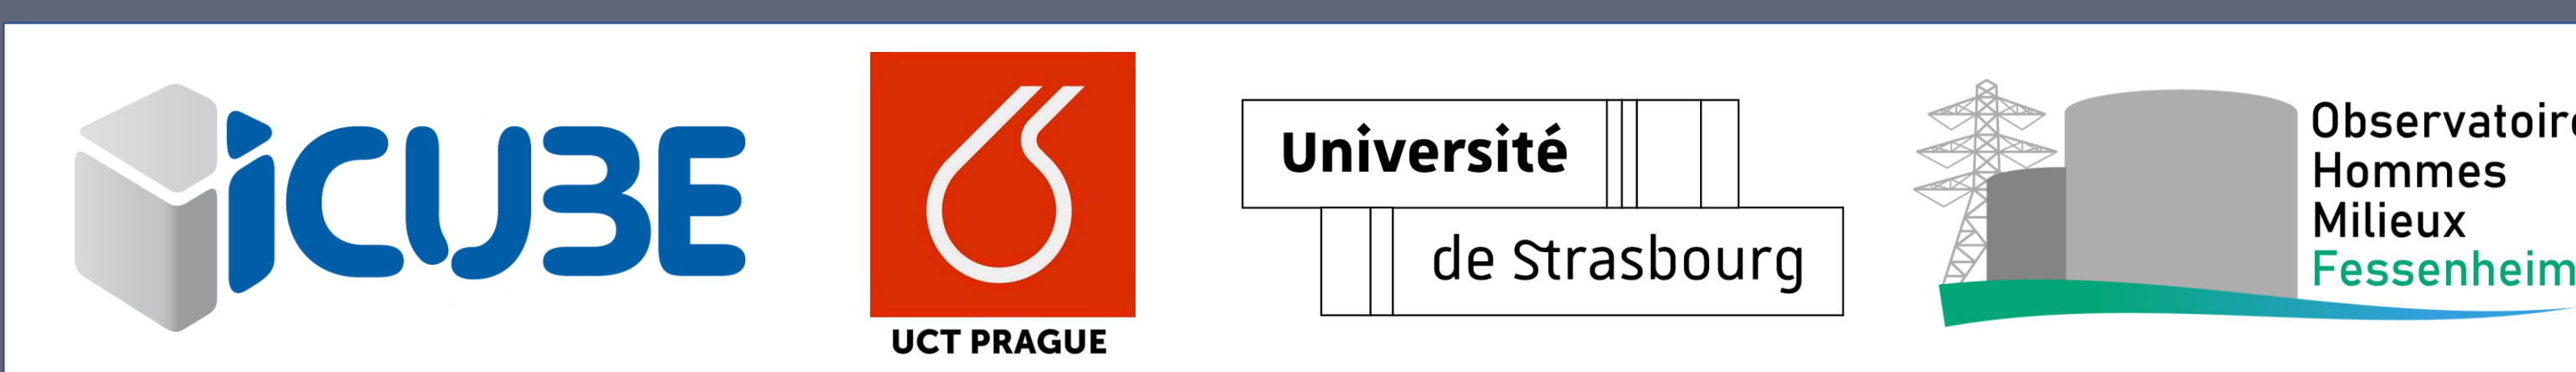 iCUBE
UCT PRAGUE
Université
de Strasbourg
Observatoire
Hommes
Milieux
Fessenheim